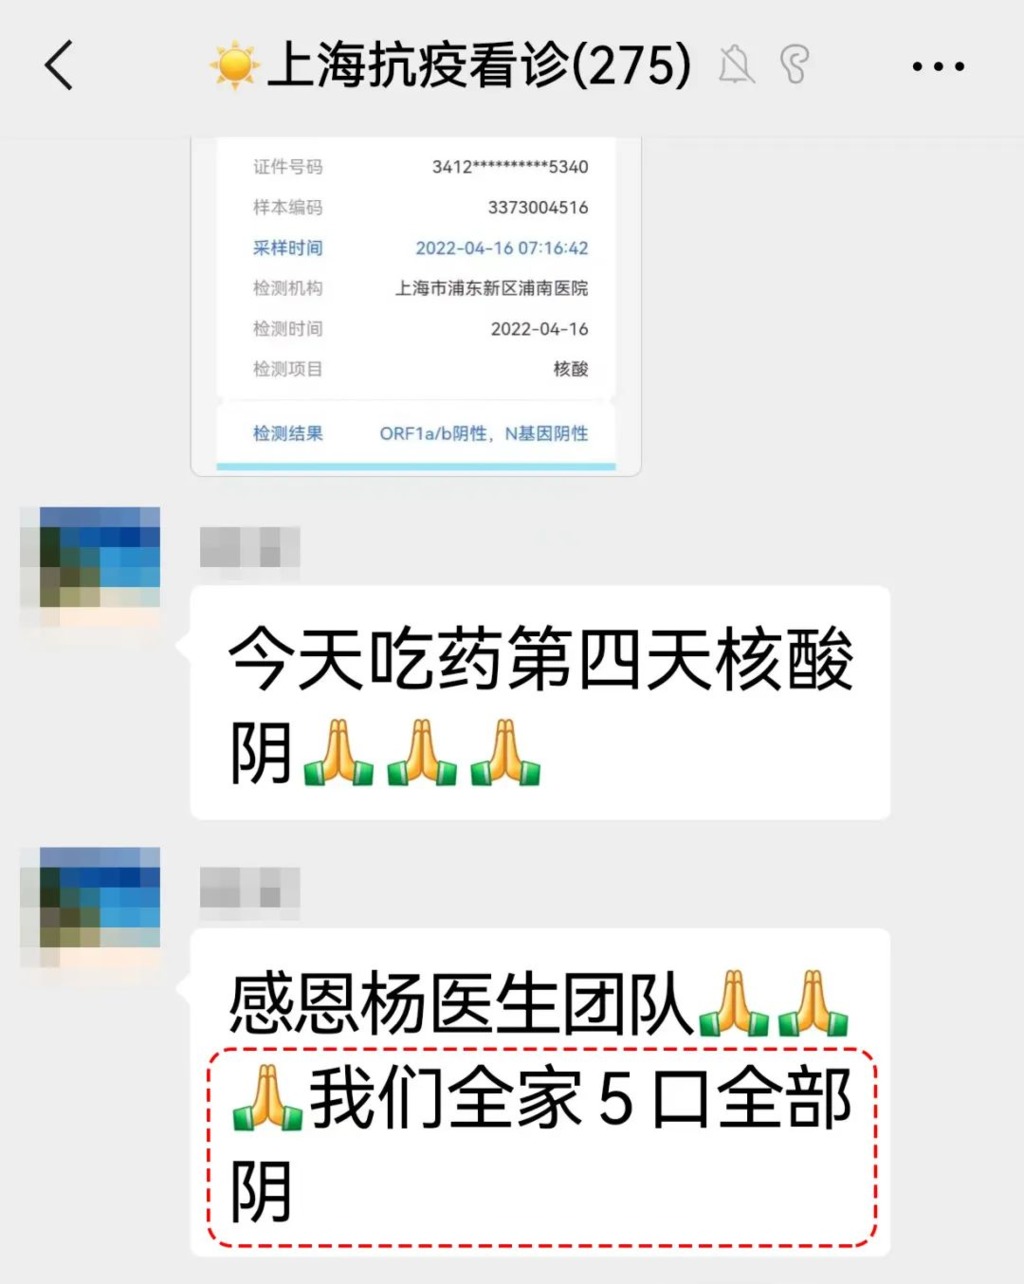 ☀️上海抗疫看诊(275)
证件号码 3412**********5340
样本编码 3373004516
采样时间 2022-04-16 07:16:42
检测机构 上海市浦东新区浦南医院
检测时间 2022-04-16
检测项目 核酸
检测结果 ORF1a/b阴性，N基因阴性
今天吃药第四天核酸
阴🙏🙏🙏
感恩杨医生团队🙏🙏
🙏我们全家5口全部
阴